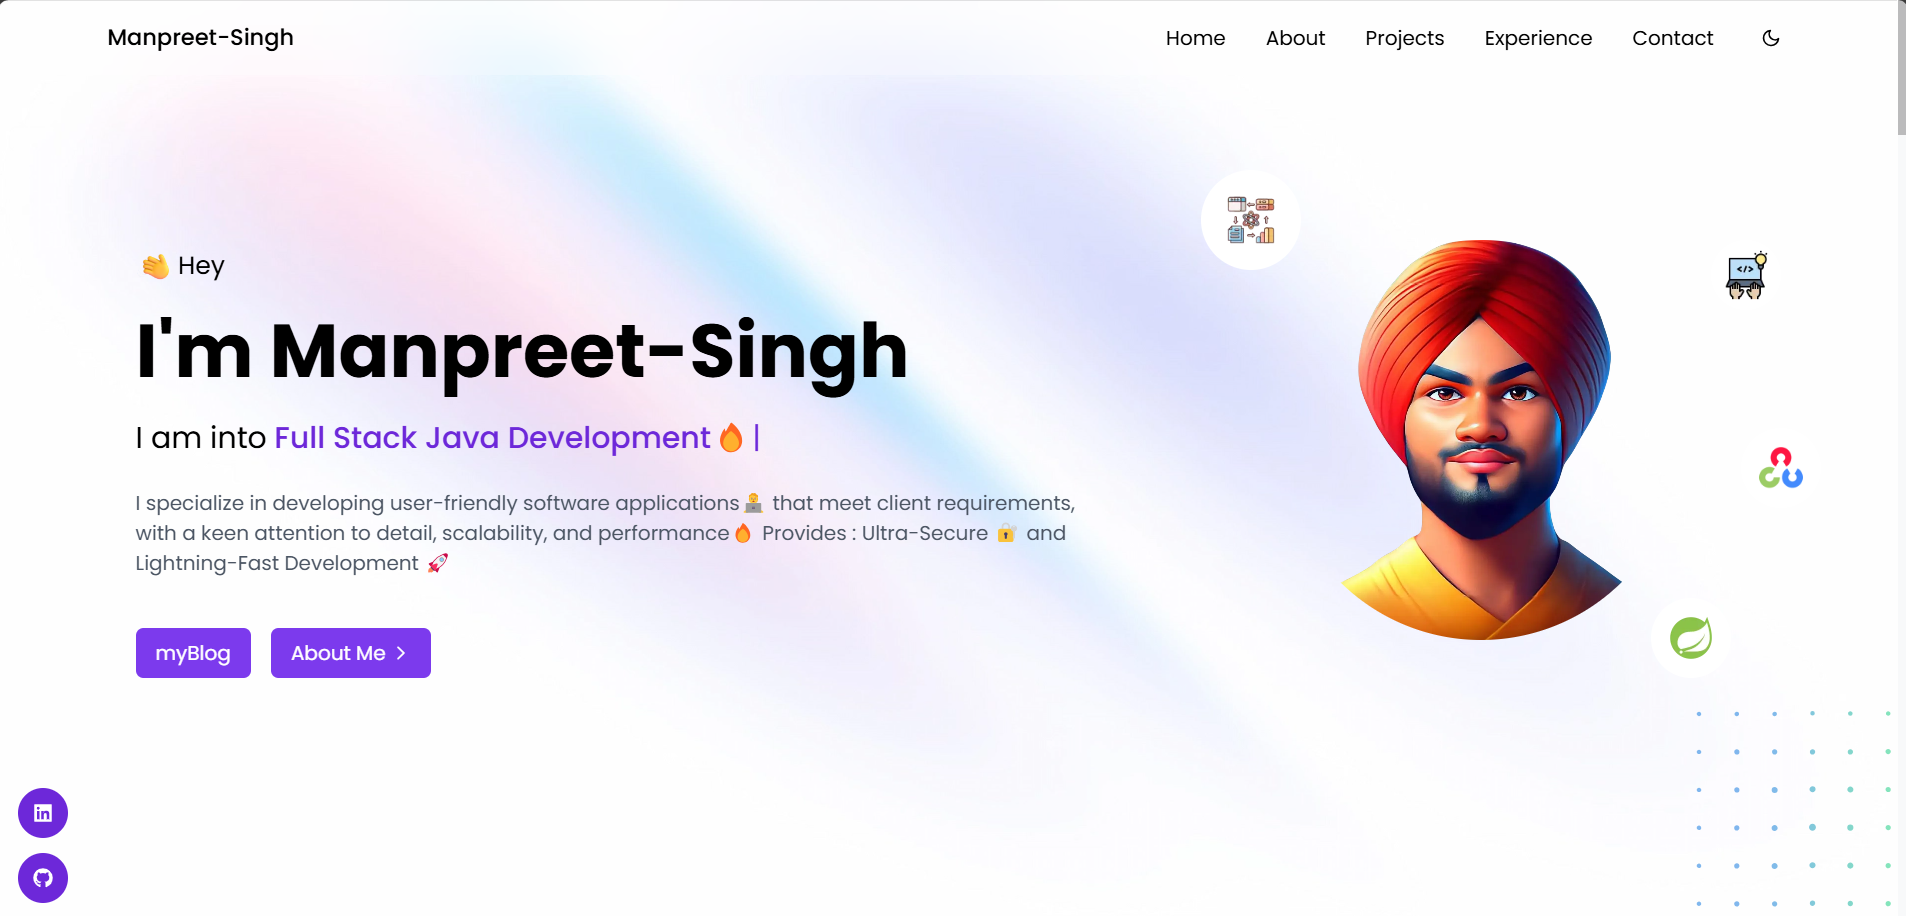 Manpreet-Singh
Home About Projects Experience Contact
👋 Hey
I'm Manpreet-Singh
I am into Full Stack Java Development🔥|
I specialize in developing user-friendly software applications🧑‍💻 that meet client requirements,
with a keen attention to detail, scalability, and performance🔥 Provides : Ultra-Secure 🔐 and
Lightning-Fast Development 🚀
myBlog
About Me >
in